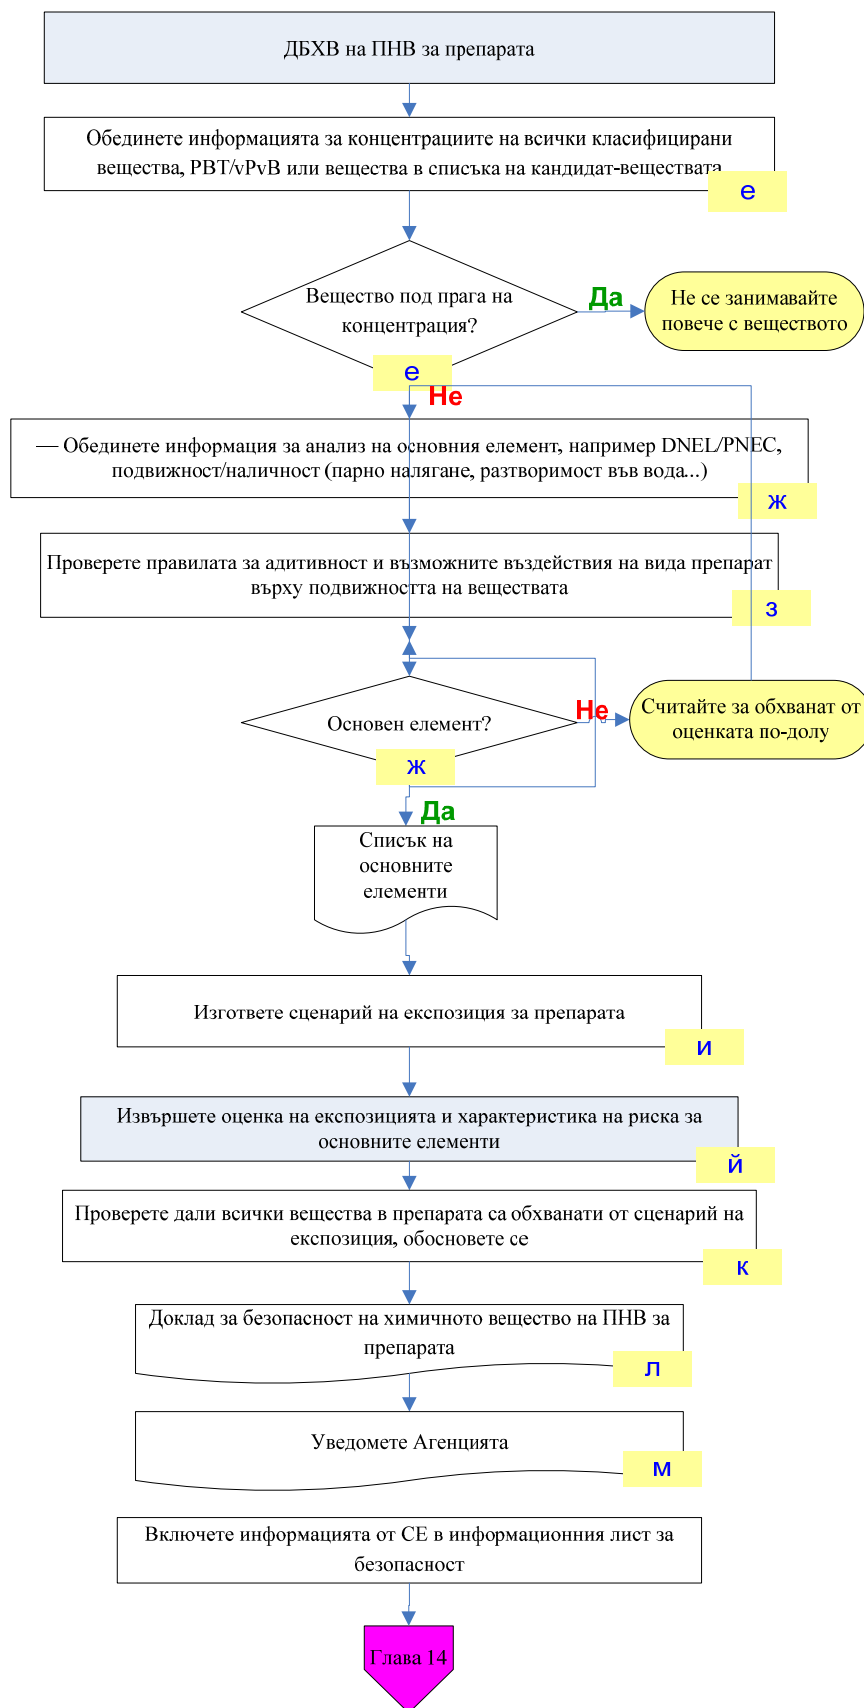 ДБХВ на ПНВ за препарата
Обединете информацията за концентрациите на всички класифицирани
вещества, PBT/vPvB или вещества в списъка на кандидат-веществата
е
Вещество под прага на
концентрация?
Да
Не се занимавайте
повече с веществото
е
Не
— Обединете информация за анализ на основния елемент, например DNEL/PNEC,
подвижност/наличност (парно налягане, разтворимост във вода...)
ж
Проверете правилата за адитивност и възможните въздействия на вида препарат
върху подвижността на веществата
з
Основен елемент?
Не
Считайте за обхванат от
оценката по-долу
ж
Да
Списък на
основните
елементи
Изгответе сценарий на експозиция за препарата
и
Извършете оценка на експозицията и характеристика на риска за
основните елементи
й
Проверете дали всички вещества в препарата са обхванати от сценарий на
експозиция, обосновете се
к
Доклад за безопасност на химичното вещество на ПНВ за
препарата
л
Уведомете Агенцията
м
Включете информацията от СЕ в информационния лист за
безопасност
Глава 14